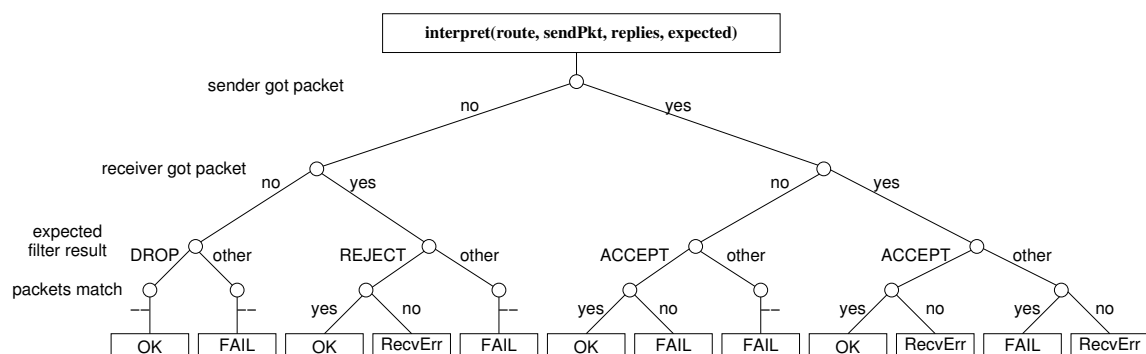 interpret(route, sendPkt, replies, expected)
sender got packet
no yes
receiver got packet
no yes no yes
expected
filter result
DROP other REJECT other ACCEPT other ACCEPT other
packets match
-- -- yes no -- yes no -- yes no yes no
OK FAIL OK RecvErr FAIL OK FAIL FAIL OK RecvErr FAIL RecvErr